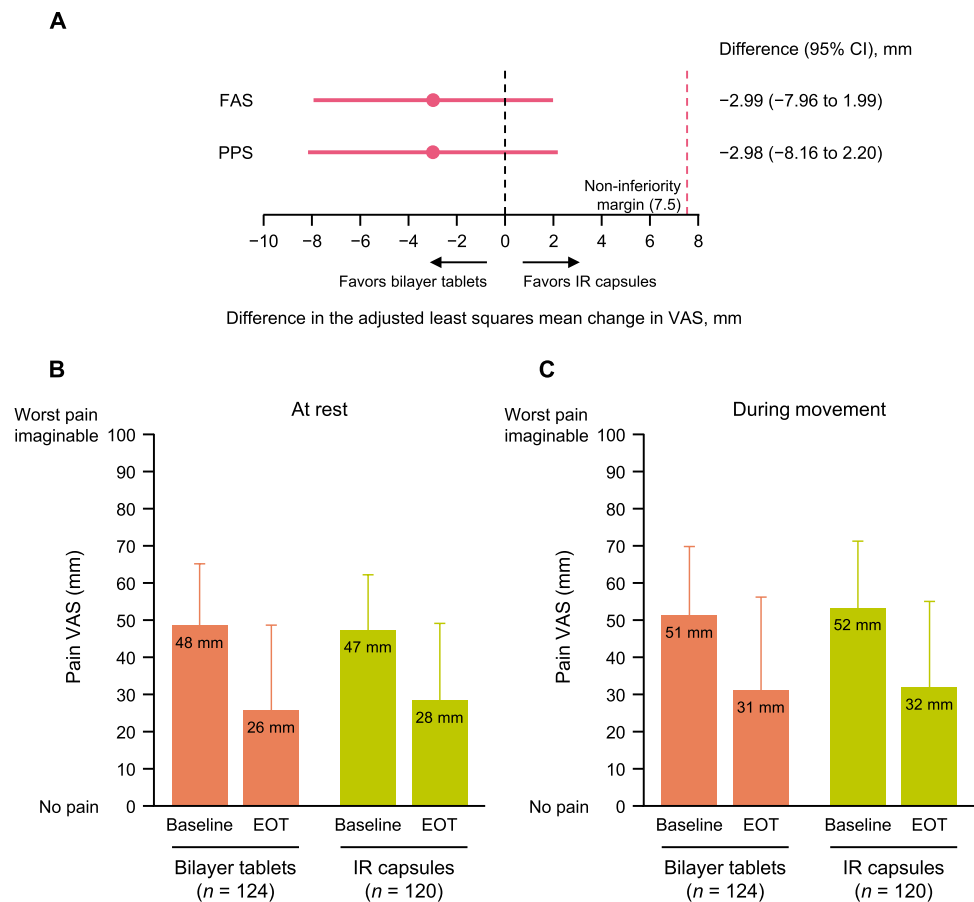 A
Difference (95% CI), mm
FAS
−2.99 (−7.96 to 1.99)
PPS
−2.98 (−8.16 to 2.20)
Non-inferiority
margin (7.5)
−10 −8 −6 −4 −2 0 2 4 6 8
Favors bilayer tablets
Favors IR capsules
Difference in the adjusted least squares mean change in VAS, mm
B
At rest
Worst pain
imaginable
100
90
80
70
60
50
40
30
20
10
0
No pain
Pain VAS (mm)
48 mm
26 mm
47 mm
28 mm
Baseline
EOT
Baseline
EOT
Bilayer tablets
(n = 124)
IR capsules
(n = 120)
C
During movement
Worst pain
imaginable
100
90
80
70
60
50
40
30
20
10
0
No pain
Pain VAS (mm)
51 mm
31 mm
52 mm
32 mm
Baseline
EOT
Baseline
EOT
Bilayer tablets
(n = 124)
IR capsules
(n = 120)